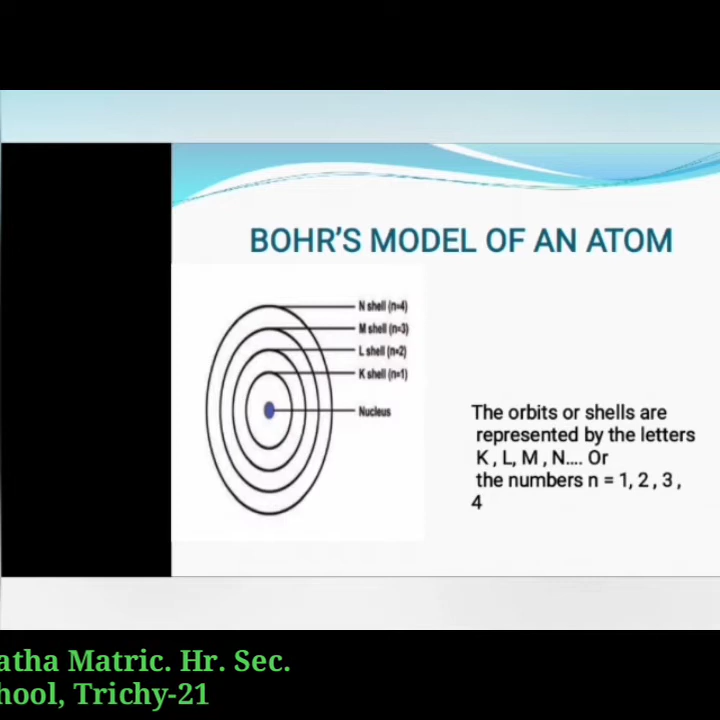 BOHR'S MODEL OF AN ATOM
N shell (n=4)
M shell (n=3)
L shell (n=2)
K shell (n=1)
Nucleus
The orbits or shells are
represented by the letters
K , L, M , N.... Or
the numbers n = 1, 2 , 3 ,
4
atha Matric. Hr. Sec.
hool, Trichy-21